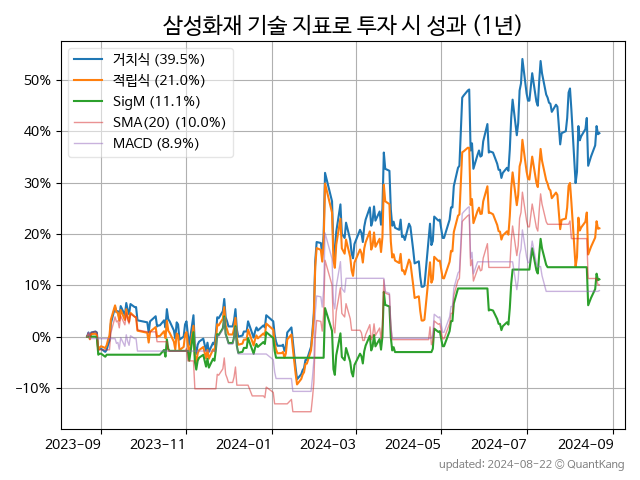 삼성화재 기술 지표로 투자 시 성과 (1년)
거치식 (39.5%)
적립식 (21.0%)
SigM (11.1%)
SMA(20) (10.0%)
MACD (8.9%)
50%
40%
30%
20%
10%
0%
−10%
2023−09 2023−11 2024−01 2024−03 2024−05 2024−07 2024−09
updated: 2024-08-22 © QuantKang